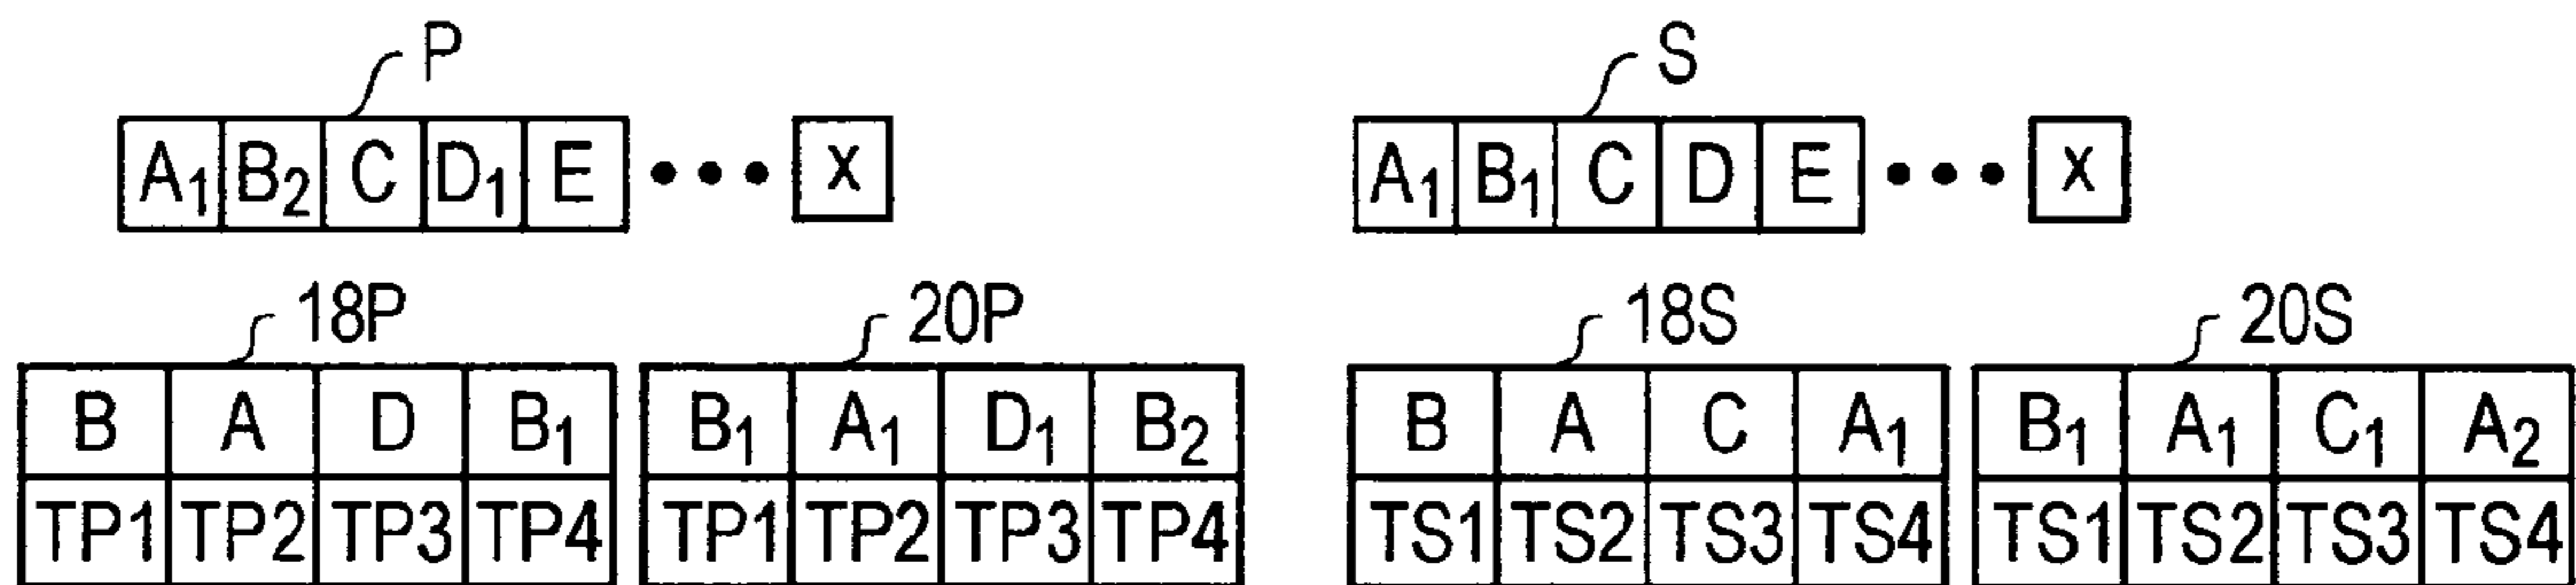 P S
A₁ B₂ C D₁ E ••• X A₁ B₁ C D E ••• X
18P 20P 18S 20S
B A D B₁ B₁ A₁ D₁ B₂ B A C A₁ B₁ A₁ C₁ A₂
TP1 TP2 TP3 TP4 TP1 TP2 TP3 TP4 TS1 TS2 TS3 TS4 TS1 TS2 TS3 TS4